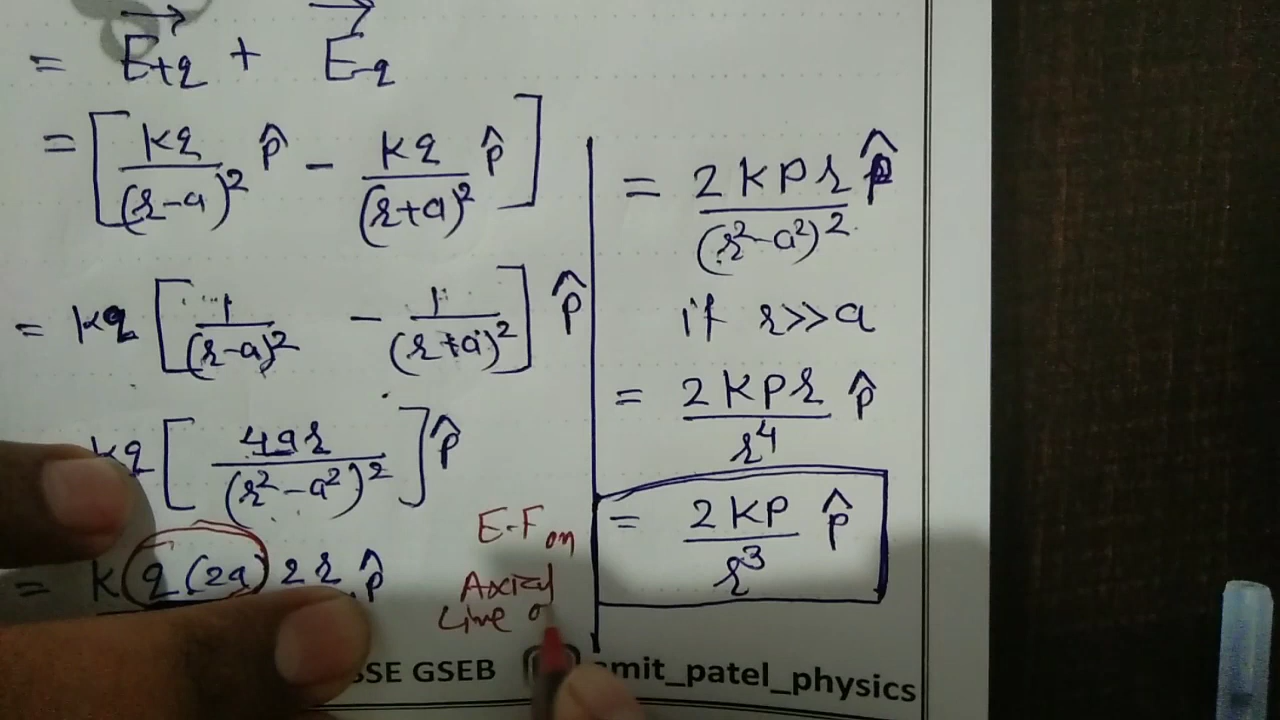 = E⃗+q + E⃗-q
= [ kq/(r-a)² p̂ - kq/(r+a)² p̂ ]
= kq [ 1/(r-a)² - 1/(r+a)² ] p̂
kq [ 4ar/(r²-a²)² ] p̂
= k q(2a) 2r p̂
= 2kpr/(r²-a²)² p̂
if r>>a
= 2kpr/r⁴ p̂
= 2kp/r³ p̂
E.F on
Axial
Line o
SE GSEB
mit_patel_physics